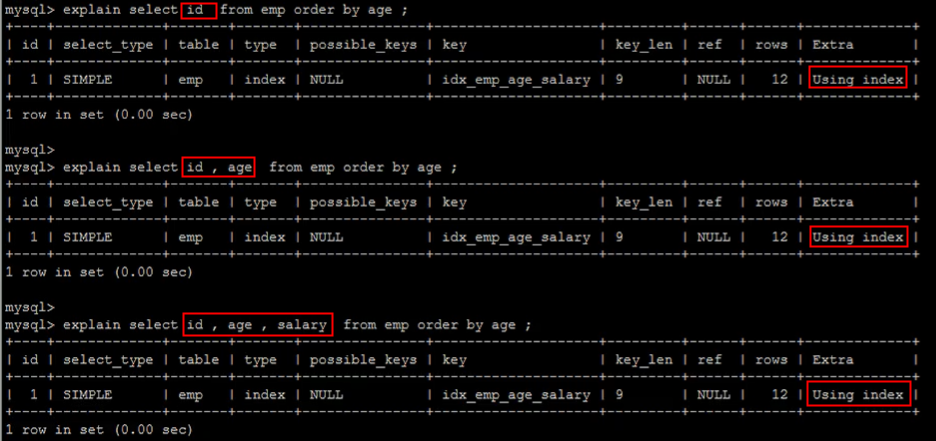 mysql> explain select id from emp order by age ;
+----+-------------+-------+-------+---------------+--------------------+---------+------+------+-------------+
| id | select_type | table | type | possible_keys | key | key_len | ref | rows | Extra |
+----+-------------+-------+-------+---------------+--------------------+---------+------+------+-------------+
| 1 | SIMPLE | emp | index | NULL | idx_emp_age_salary | 9 | NULL | 12 | Using index |
+----+-------------+-------+-------+---------------+--------------------+---------+------+------+-------------+
1 row in set (0.00 sec)
mysql>
mysql> explain select id , age from emp order by age ;
+----+-------------+-------+-------+---------------+--------------------+---------+------+------+-------------+
| id | select_type | table | type | possible_keys | key | key_len | ref | rows | Extra |
+----+-------------+-------+-------+---------------+--------------------+---------+------+------+-------------+
| 1 | SIMPLE | emp | index | NULL | idx_emp_age_salary | 9 | NULL | 12 | Using index |
+----+-------------+-------+-------+---------------+--------------------+---------+------+------+-------------+
1 row in set (0.00 sec)
mysql>
mysql> explain select id , age , salary from emp order by age ;
+----+-------------+-------+-------+---------------+--------------------+---------+------+------+-------------+
| id | select_type | table | type | possible_keys | key | key_len | ref | rows | Extra |
+----+-------------+-------+-------+---------------+--------------------+---------+------+------+-------------+
| 1 | SIMPLE | emp | index | NULL | idx_emp_age_salary | 9 | NULL | 12 | Using index |
+----+-------------+-------+-------+---------------+--------------------+---------+------+------+-------------+
1 row in set (0.00 sec)